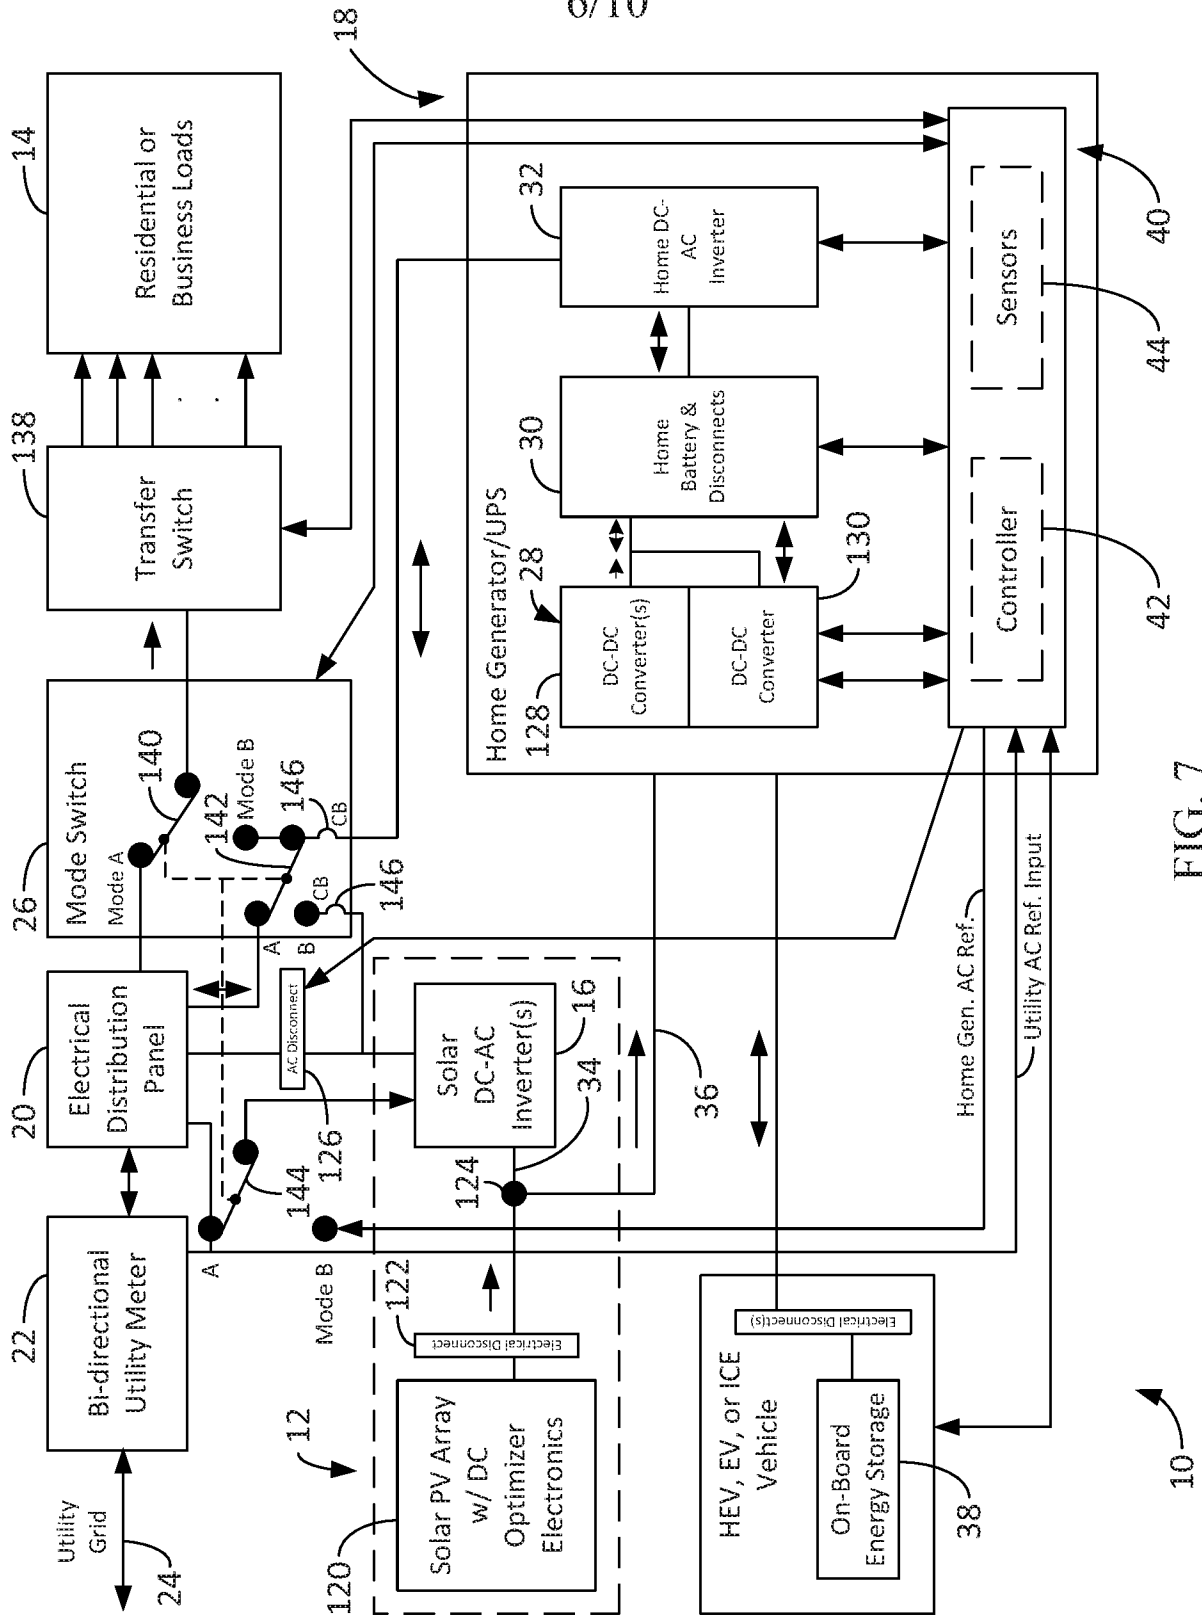 6/10
Utility
Grid
24
22
Bi-directional
Utility Meter
20
Electrical
Distribution
Panel
26
Mode Switch
Mode A
140
Mode B
142
146
CB
A
B
CB
146
138
Transfer
Switch
14
Residential or
Business Loads
18
A
Mode B
144
126
AC Disconnect
12
120
Solar PV Array
w/ DC
Optimizer
Electronics
122
Electrical Disconnect
124
Solar
DC-AC
Inverter(s)
16
34
36
Home Generator/UPS
28
128
DC-DC
Converter(s)
DC-DC
Converter
130
30
Home
Battery &
Disconnects
32
Home DC-
AC
Inverter
Controller
42
Sensors
44
40
HEV, EV, or ICE
Vehicle
Electrical Disconnect(s)
On-Board
Energy Storage
38
Home Gen. AC Ref.
Utility AC Ref. Input
10
FIG. 7